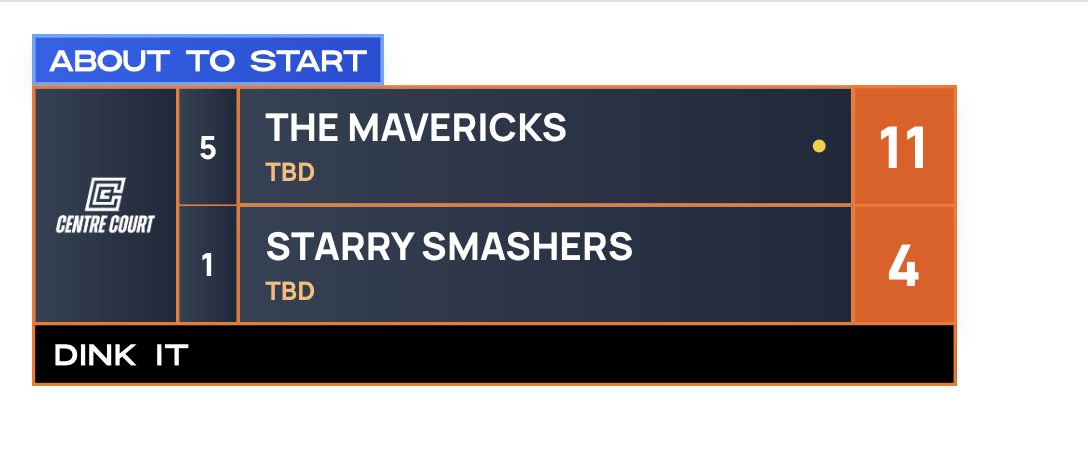 ABOUT TO START
5
THE MAVERICKS
TBD
11
CENTRE COURT
1
STARRY SMASHERS
TBD
4
DINK IT